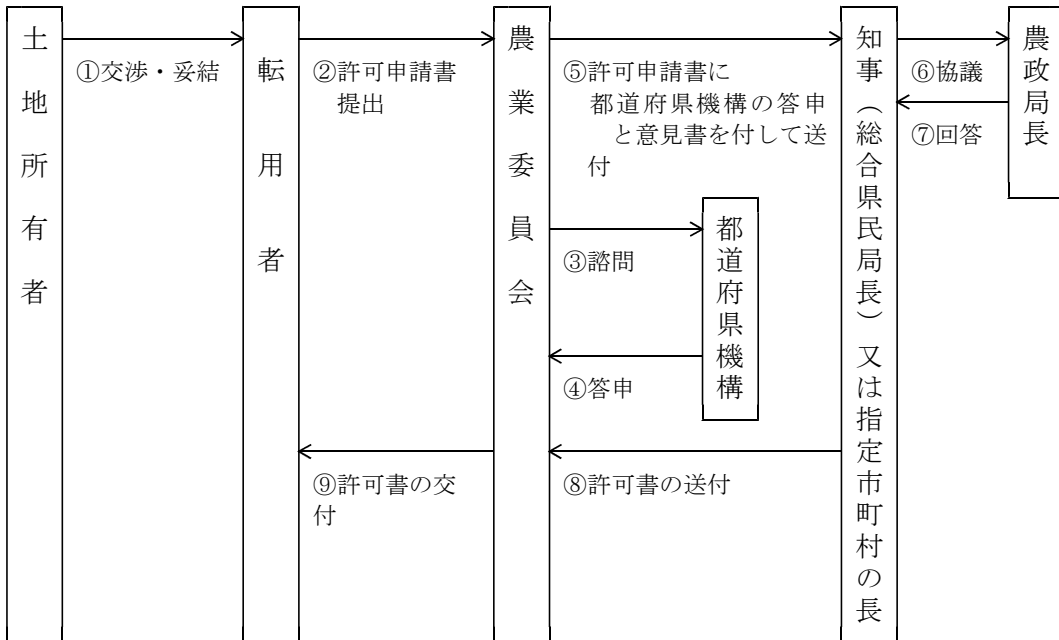 土地所有者
①交渉・妥結
転用者
②許可申請書
提出
農業委員会
⑤許可申請書に
都道府県機構の答申
と意見書を付して送
付
③諮問
④答申
都道府県機構
知事（総合県民局長）又は指定市町村の長
⑥協議
⑦回答
農政局長
⑨許可書の交
付
⑧許可書の送付